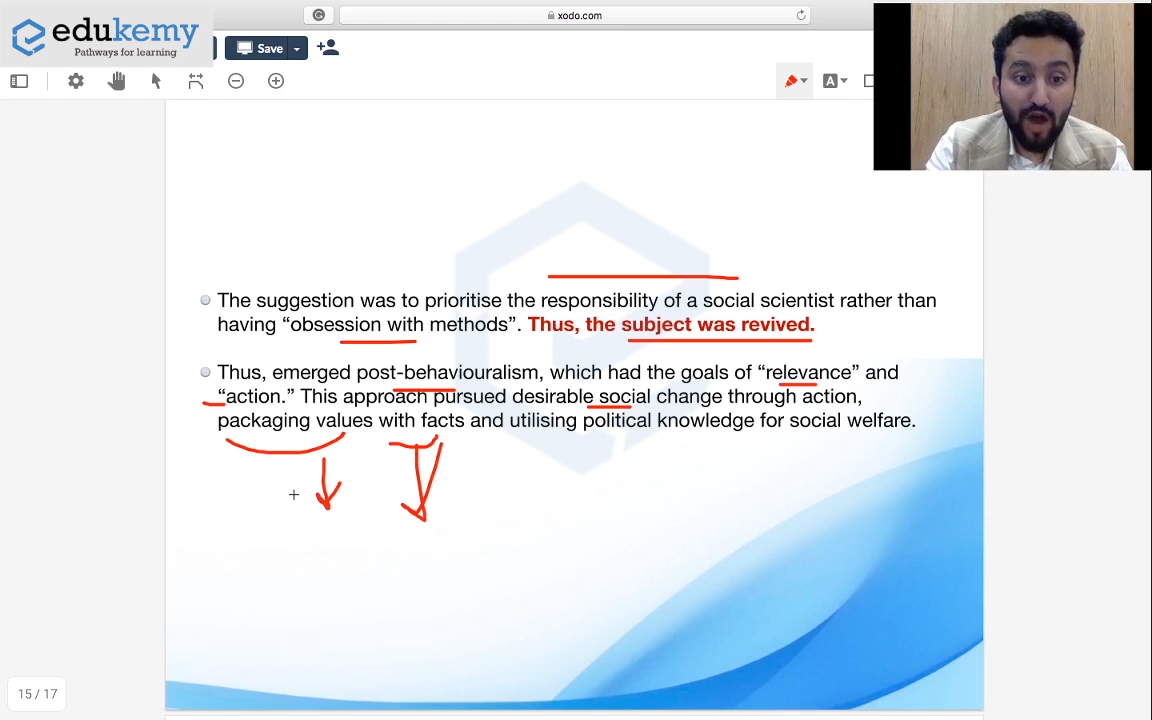 edukemy
Pathways for learning
xodo.com
Save
A
The suggestion was to prioritise the responsibility of a social scientist rather than
having “obsession with methods”. Thus, the subject was revived.
Thus, emerged post-behaviouralism, which had the goals of “relevance” and
“action.” This approach pursued desirable social change through action,
packaging values with facts and utilising political knowledge for social welfare.
15 / 17